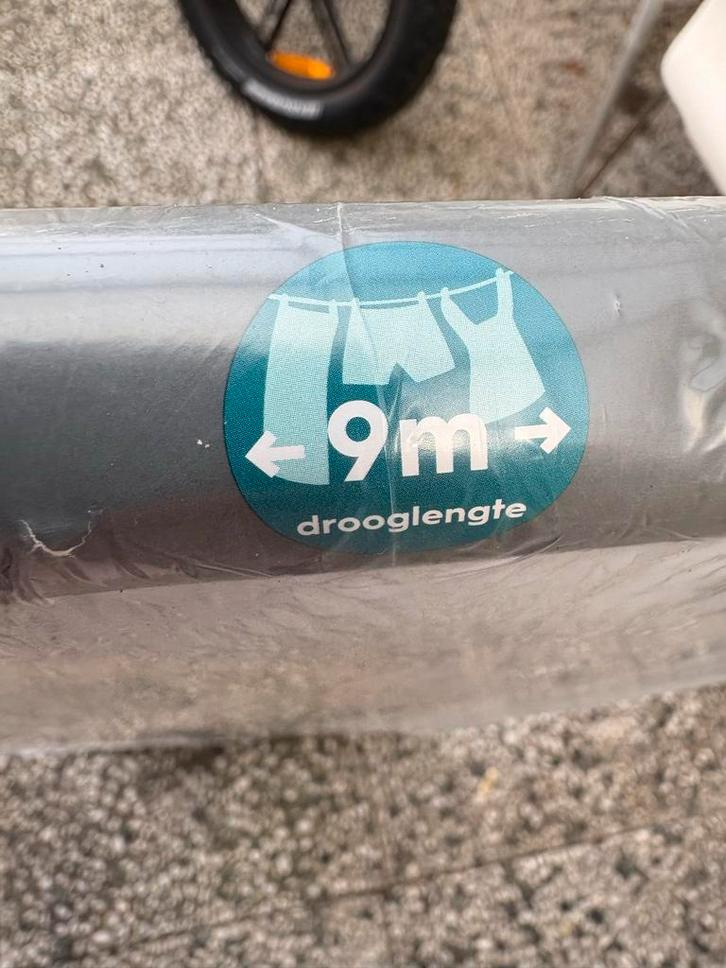 ← 9m →
drooglengte